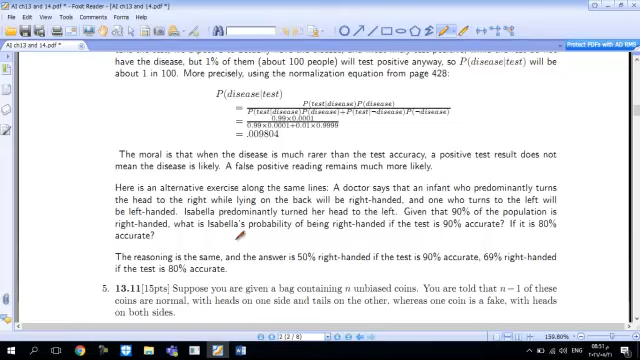 AI ch13 and 14.pdf * - Foxit Reader
File Edit View Tools Comments Forms Document Help
AI ch13 and 14.pdf *
Protect PDFs with AD RMS
have the disease, but 1% of them (about 100 people) will test positive anyway, so P(disease|test) will
be about 1 in 100. More precisely, using the normalization equation from page 428:
P(disease|test)
= P(test|disease)P(disease) / P(test|disease)P(disease)+P(test|¬disease)P(¬disease)
= 0.99×0.0001 / 0.99×0.0001+0.01×0.9999
= .009804
The moral is that when the disease is much rarer than the test accuracy, a positive test result does not
mean the disease is likely. A false positive reading remains much more likely.
Here is an alternative exercise along the same lines: A doctor says that an infant who predominantly turns
the head to the right while lying on the back will be right-handed, and one who turns to the left will
be left-handed. Isabella predominantly turned her head to the left. Given that 90% of the population is
right-handed, what is Isabella's probability of being right-handed if the test is 90% accurate? If it is 80%
accurate?
The reasoning is the same, and the answer is 50% right-handed if the test is 90% accurate, 69% right-handed
if the test is 80% accurate.
5. 13.11[15pts] Suppose you are given a bag containing n unbiased coins. You are told that n−1 of these
coins are normal, with heads on one side and tails on the other, whereas one coin is a fake, with heads
on both sides.
2 (2 / 8)
159.80%